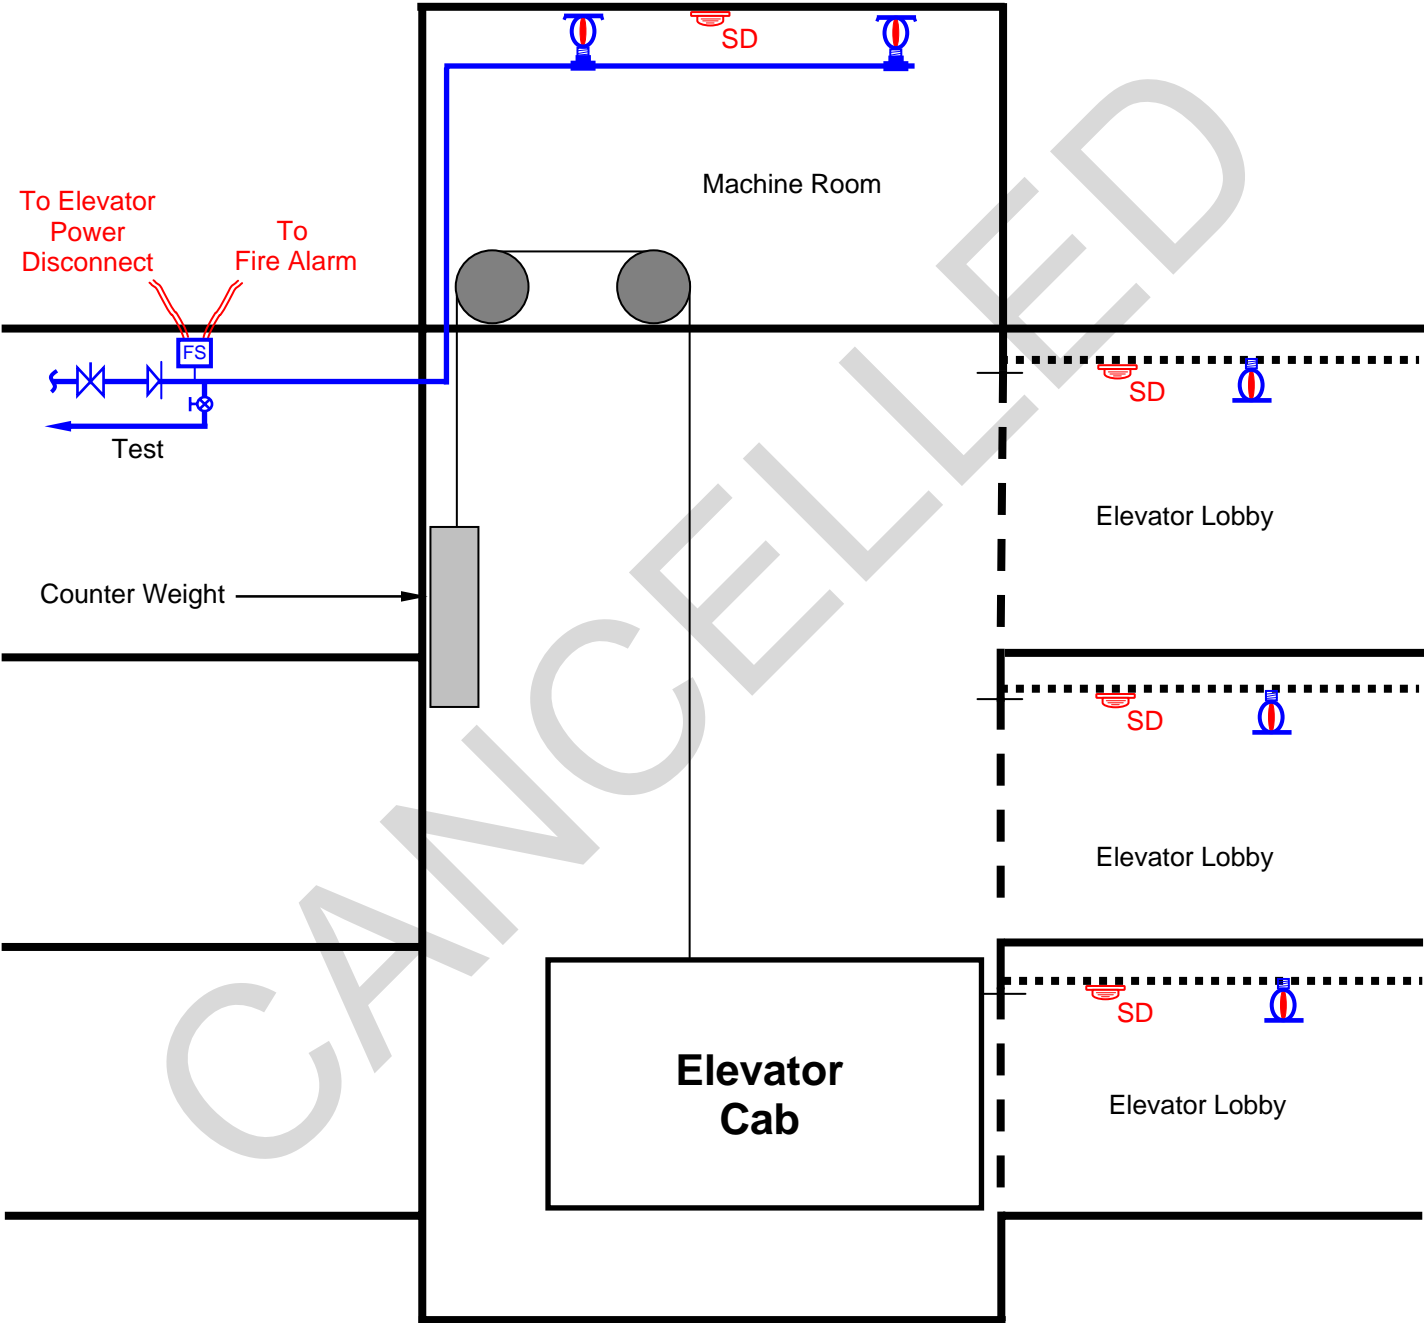 SD
Machine Room
To Elevator
Power
Disconnect
To
Fire Alarm
FS
Test
SD
Elevator Lobby
Counter Weight
SD
Elevator Lobby
SD
Elevator
Cab
Elevator Lobby
CANCELLED